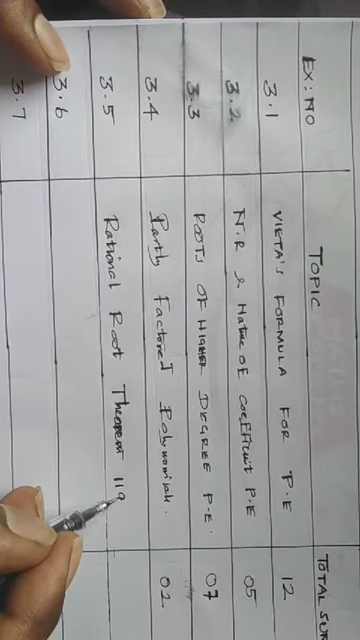 EX: NO TOPIC TOTAL SU
3.1 VIETA'S FORMULA FOR P.E 12
3.2 N.R & Nature OF Coefficient P.E 05
3.3 ROOTS OF HIGHER DEGREE P.E. 07
3.4 Partly Factored Polynomials. 02
3.5 Rational Root Theorem 119
3.6
3.7